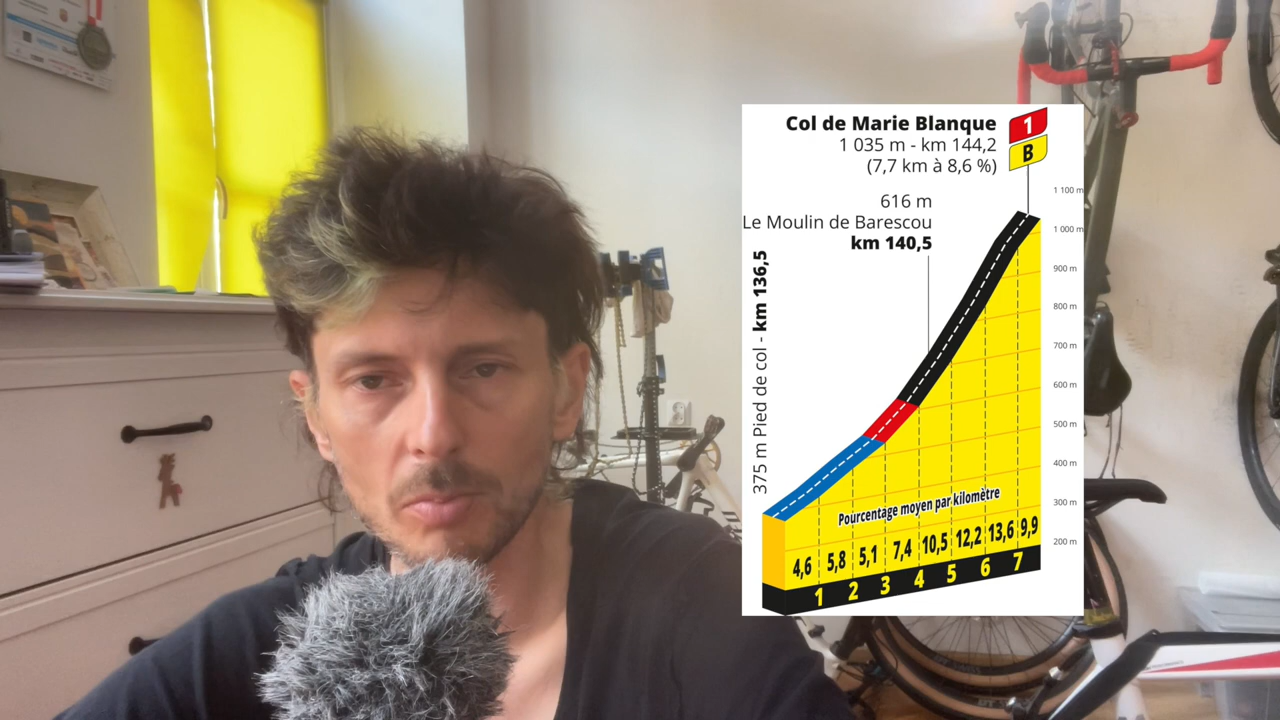 Col de Marie Blanque
1
1 035 m - km 144,2
B
(7,7 km à 8,6 %)
616 m
Le Moulin de Barescou
km 140,5
375 m Pied de col - km 136,5
1 100 m
1 000 m
900 m
800 m
700 m
600 m
500 m
400 m
300 m
200 m
Pourcentage moyen par kilomètre
4,6 5,8 5,1 7,4 10,5 12,2 13,6 9,9
1 2 3 4 5 6 7